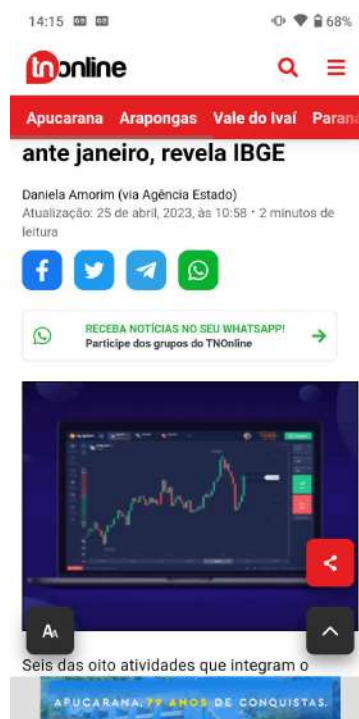 14:15
68%
tnonline
Apucarana Arapongas Vale do Ivaí Paraná
ante janeiro, revela IBGE
Daniela Amorim (via Agência Estado)
Atualização: 25 de abril, 2023, às 10:58 • 2 minutos de
leitura
RECEBA NOTÍCIAS NO SEU WHATSAPP!
Participe dos grupos do TNOnline
AA
Seis das oito atividades que integram o
APUCARANA, 79 ANOS DE CONQUISTAS.